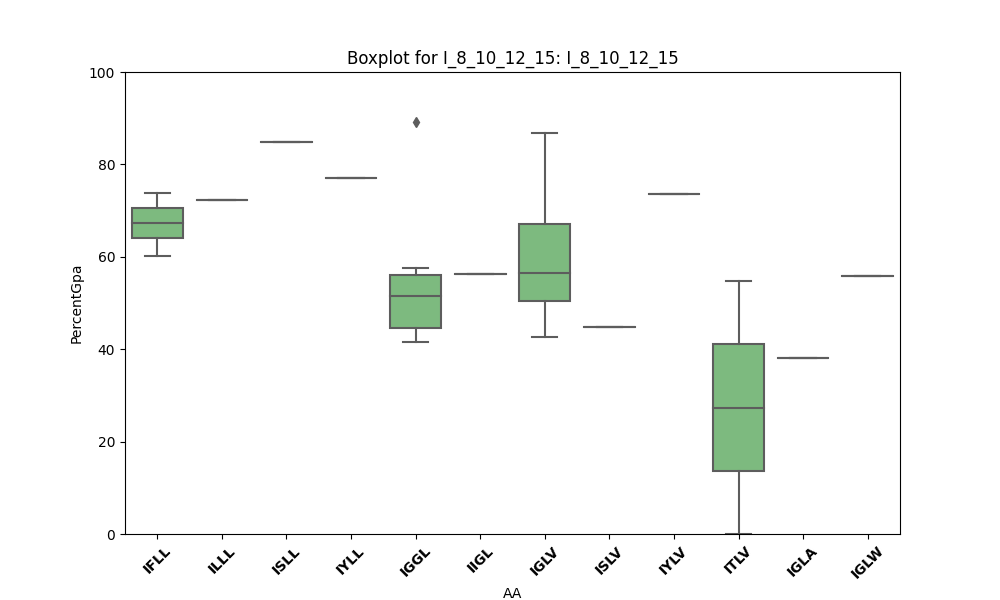 Boxplot for I_8_10_12_15: I_8_10_12_15
100
80
60
40
20
0
PercentGpa
IFLL
ILLL
ISLL
IYLL
IGGL
IIGL
IGLV
ISLV
IYLV
ITLV
IGLA
IGLW
AA